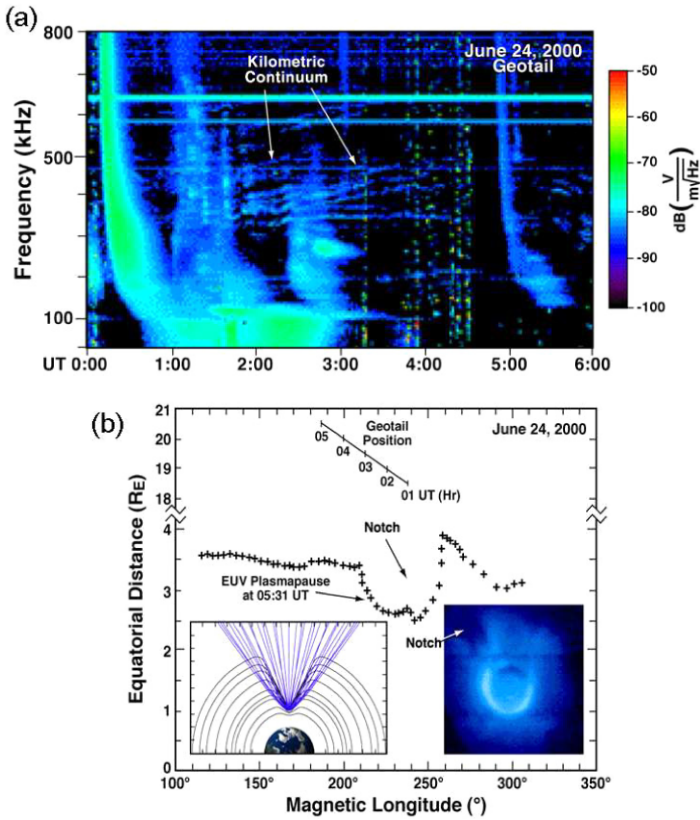 (a)
800
500
100
Frequency (kHz)
June 24, 2000
Geotail
Kilometric
Continuum
UT 0:00 1:00 2:00 3:00 4:00 5:00 6:00
-50
-60
-70
-80
-90
-100
dB(V/m√Hz)
(b)
21
20
19
18
4
3
2
1
0
Equatorial Distance (RE)
June 24, 2000
Geotail
Position
05
04
03
02
01 UT (Hr)
Notch
EUV Plasmapause
at 05:31 UT
Notch
100° 150° 200° 250° 300° 350°
Magnetic Longitude (°)